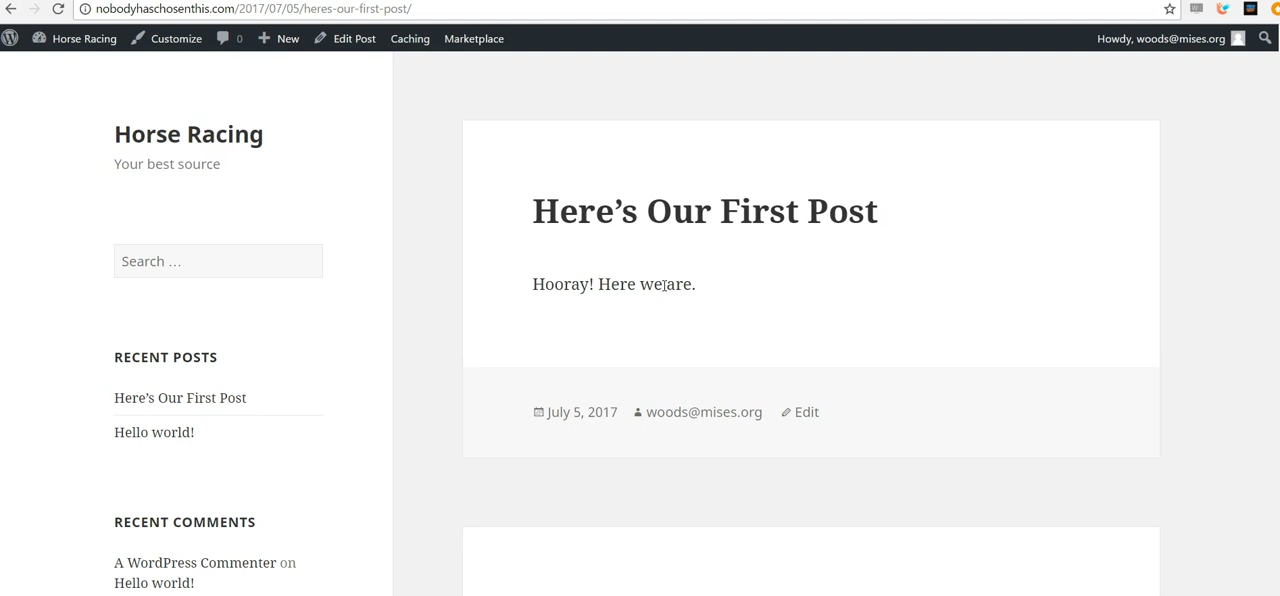 nobodyhaschosenthis.com/2017/07/05/heres-our-first-post/
Horse Racing Customize 0 New Edit Post Caching Marketplace Howdy, woods@mises.org
Horse Racing
Your best source
Search …
RECENT POSTS
Here’s Our First Post
Hello world!
RECENT COMMENTS
A WordPress Commenter on
Hello world!
Here’s Our First Post
Hooray! Here we are.
July 5, 2017 woods@mises.org Edit